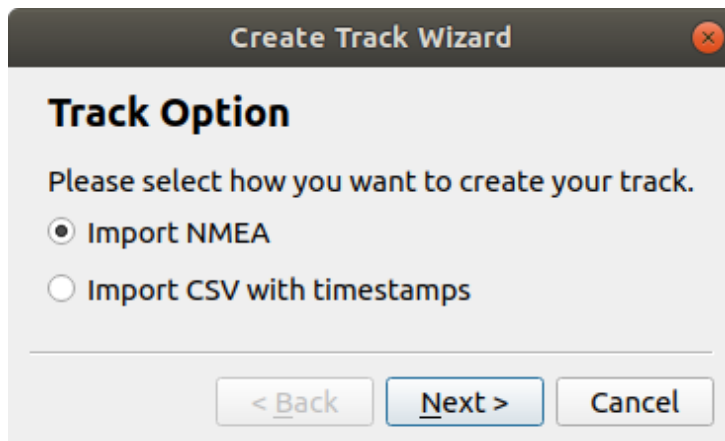 Create Track Wizard
Track Option
Please select how you want to create your track.
Import NMEA
Import CSV with timestamps
< Back Next > Cancel